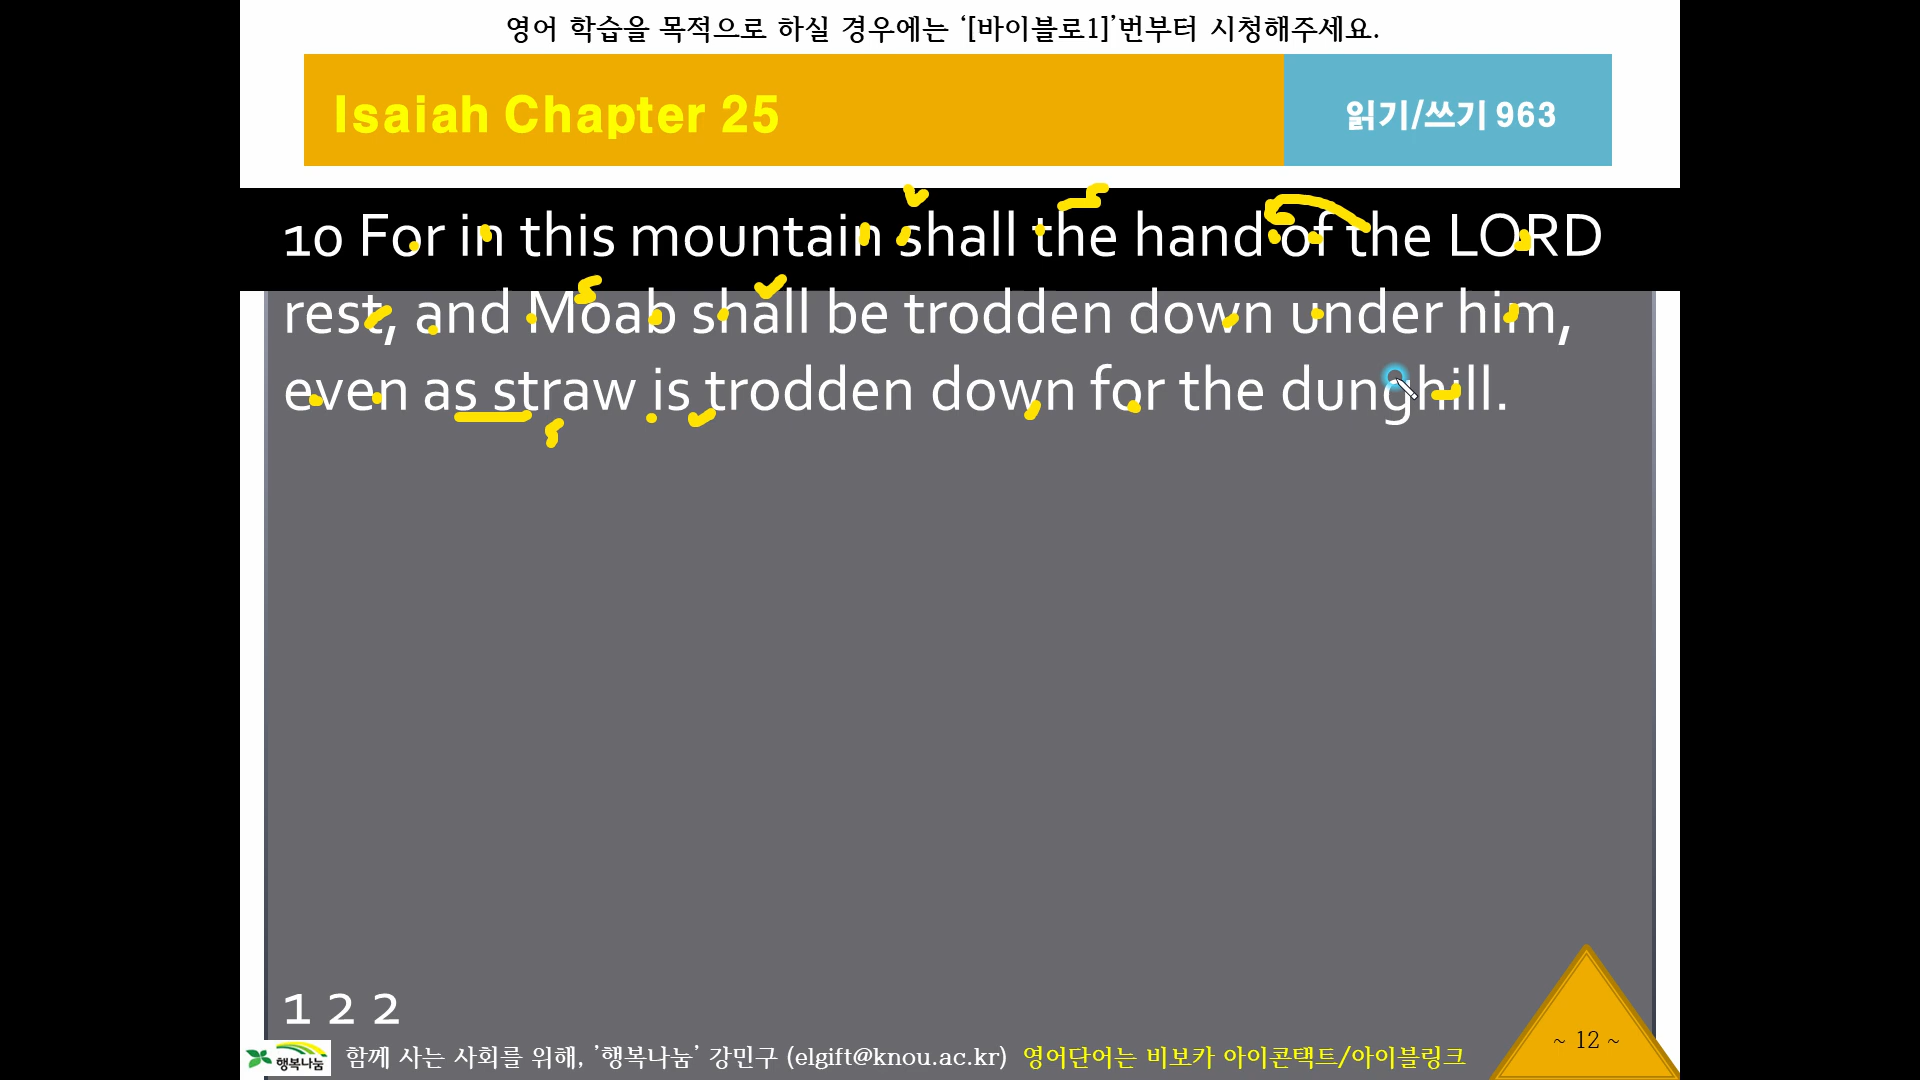 영어 학습을 목적으로 하실 경우에는 ‘[바이블로1]’번부터 시청해주세요.
Isaiah Chapter 25
읽기/쓰기 963
10 For in this mountain shall the hand of the LORD
rest, and Moab shall be trodden down under him,
even as straw is trodden down for the dunghill.
1 2 2
~ 12 ~
행복나눔
함께 사는 사회를 위해, ’행복나눔’ 강민구 (elgift@knou.ac.kr) 영어단어는 비보카 아이콘택트/아이블링크